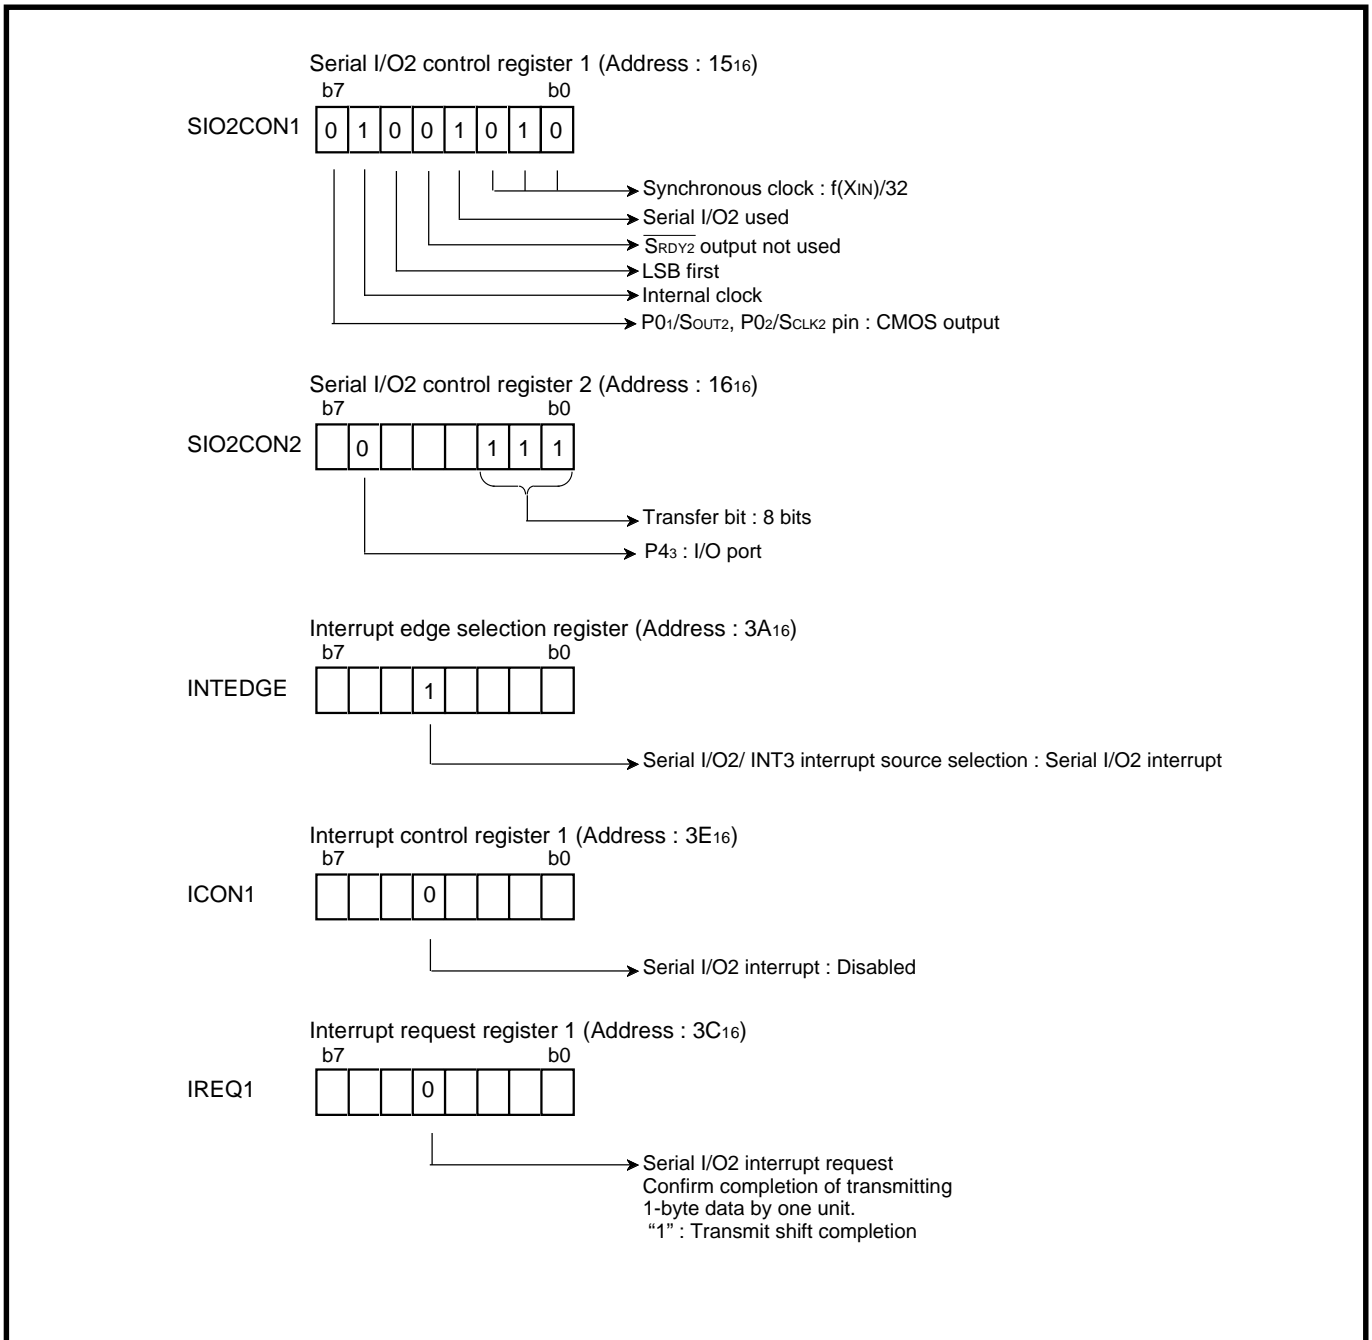 Serial I/O2 control register 1 (Address : 15₁₆)
b7 b0
SIO2CON1 0 1 0 0 1 0 1 0
Synchronous clock : f(XIN)/32
Serial I/O2 used
S̅R̅D̅Y̅2̅ output not used
LSB first
Internal clock
P0₁/SOUT2, P0₂/SCLK2 pin : CMOS output
Serial I/O2 control register 2 (Address : 16₁₆)
b7 b0
SIO2CON2 0 1 1 1
Transfer bit : 8 bits
P4₃ : I/O port
Interrupt edge selection register (Address : 3A₁₆)
b7 b0
INTEDGE 1
Serial I/O2/ INT3 interrupt source selection : Serial I/O2 interrupt
Interrupt control register 1 (Address : 3E₁₆)
b7 b0
ICON1 0
Serial I/O2 interrupt : Disabled
Interrupt request register 1 (Address : 3C₁₆)
b7 b0
IREQ1 0
Serial I/O2 interrupt request
Confirm completion of transmitting
1-byte data by one unit.
“1” : Transmit shift completion